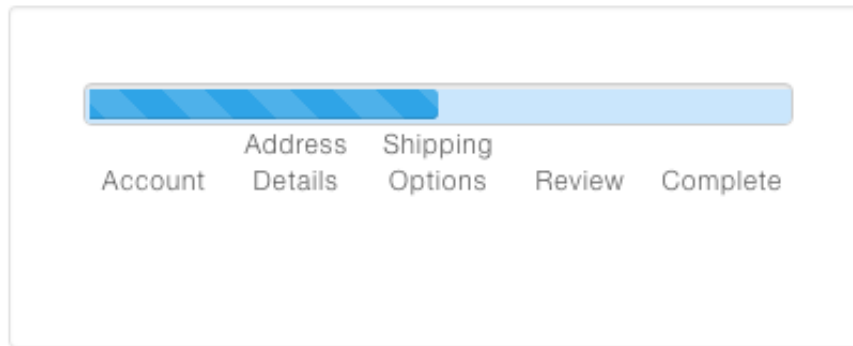 Account
Address
Details
Shipping
Options
Review
Complete